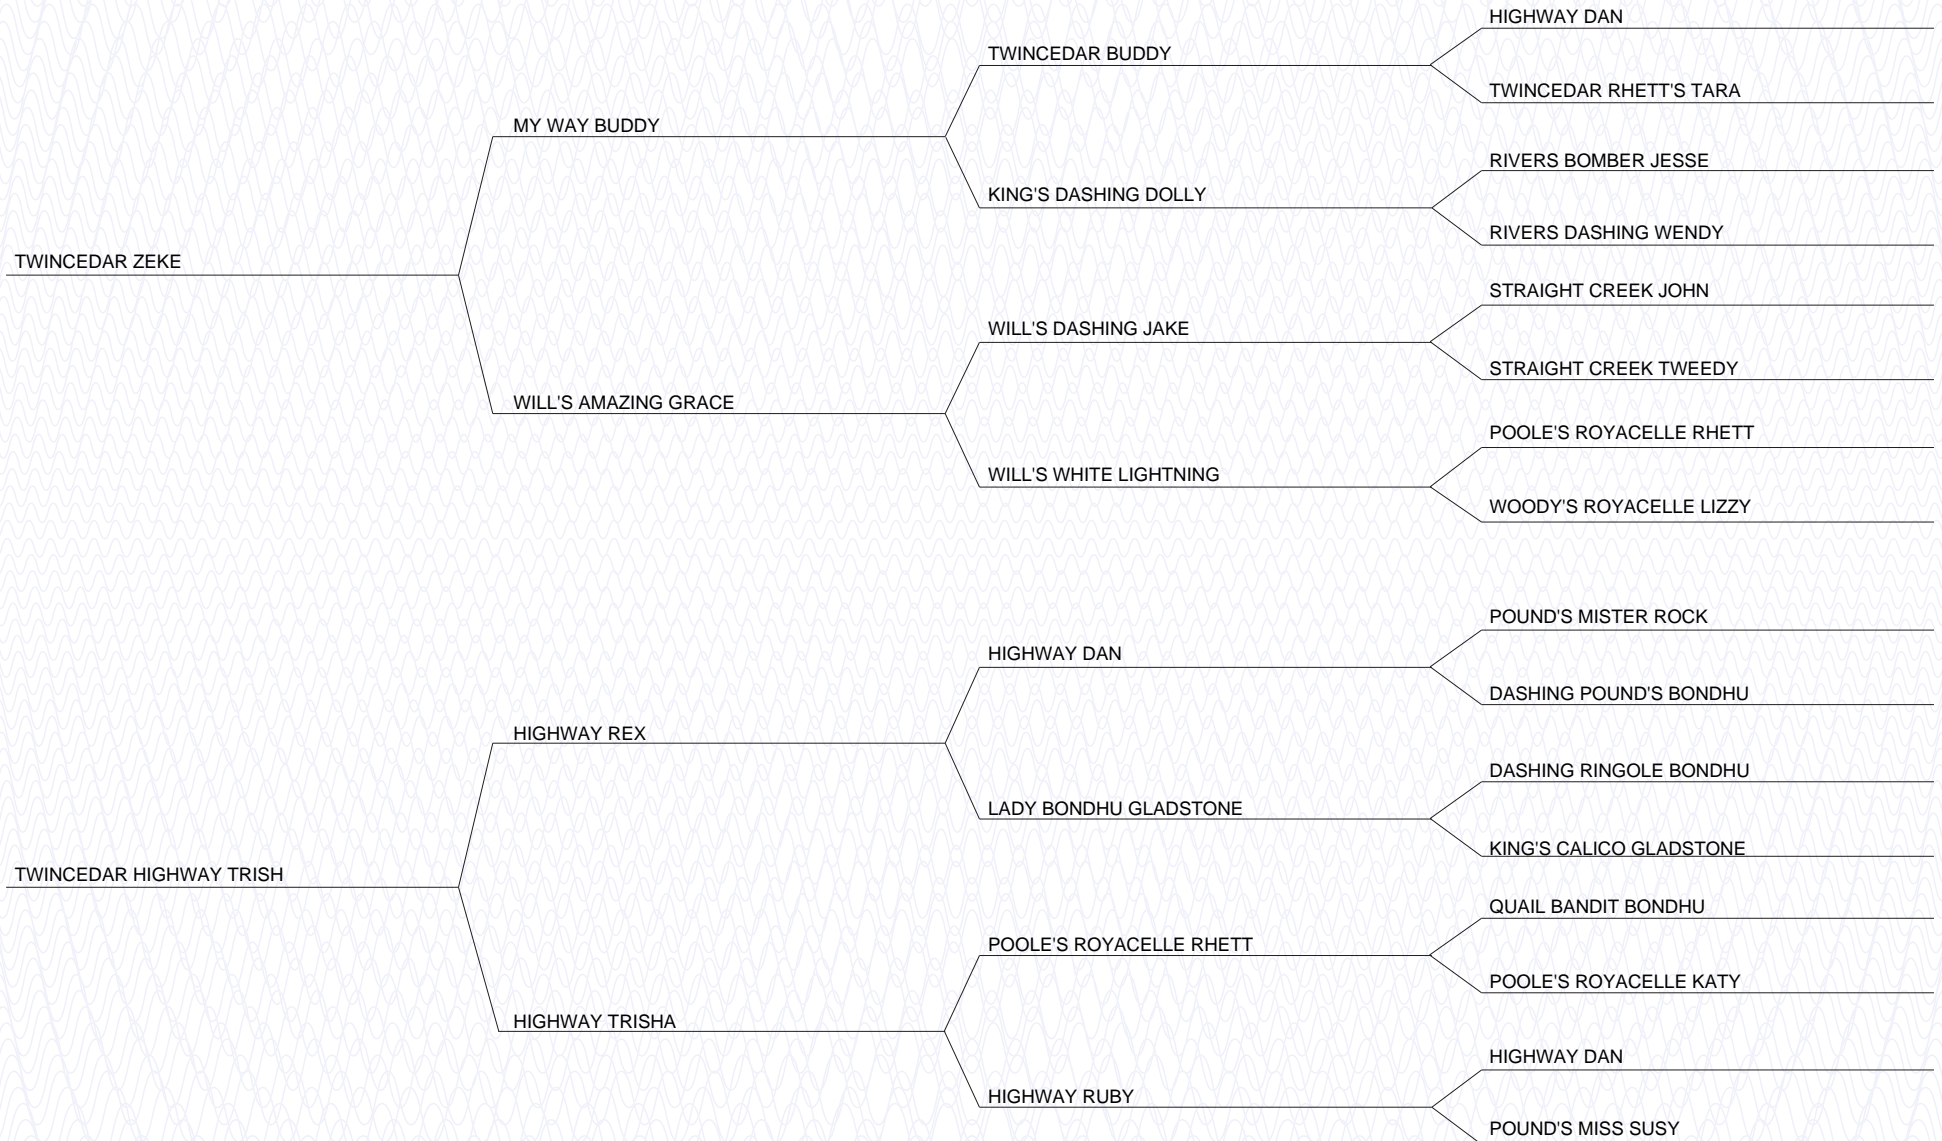 HIGHWAY DAN
TWINCEDAR BUDDY
TWINCEDAR RHETT'S TARA
MY WAY BUDDY
RIVERS BOMBER JESSE
KING'S DASHING DOLLY
RIVERS DASHING WENDY
TWINCEDAR ZEKE
STRAIGHT CREEK JOHN
WILL'S DASHING JAKE
STRAIGHT CREEK TWEEDY
WILL'S AMAZING GRACE
POOLE'S ROYACELLE RHETT
WILL'S WHITE LIGHTNING
WOODY'S ROYACELLE LIZZY
POUND'S MISTER ROCK
HIGHWAY DAN
DASHING POUND'S BONDHU
HIGHWAY REX
DASHING RINGOLE BONDHU
LADY BONDHU GLADSTONE
KING'S CALICO GLADSTONE
TWINCEDAR HIGHWAY TRISH
QUAIL BANDIT BONDHU
POOLE'S ROYACELLE RHETT
POOLE'S ROYACELLE KATY
HIGHWAY TRISHA
HIGHWAY DAN
HIGHWAY RUBY
POUND'S MISS SUSY